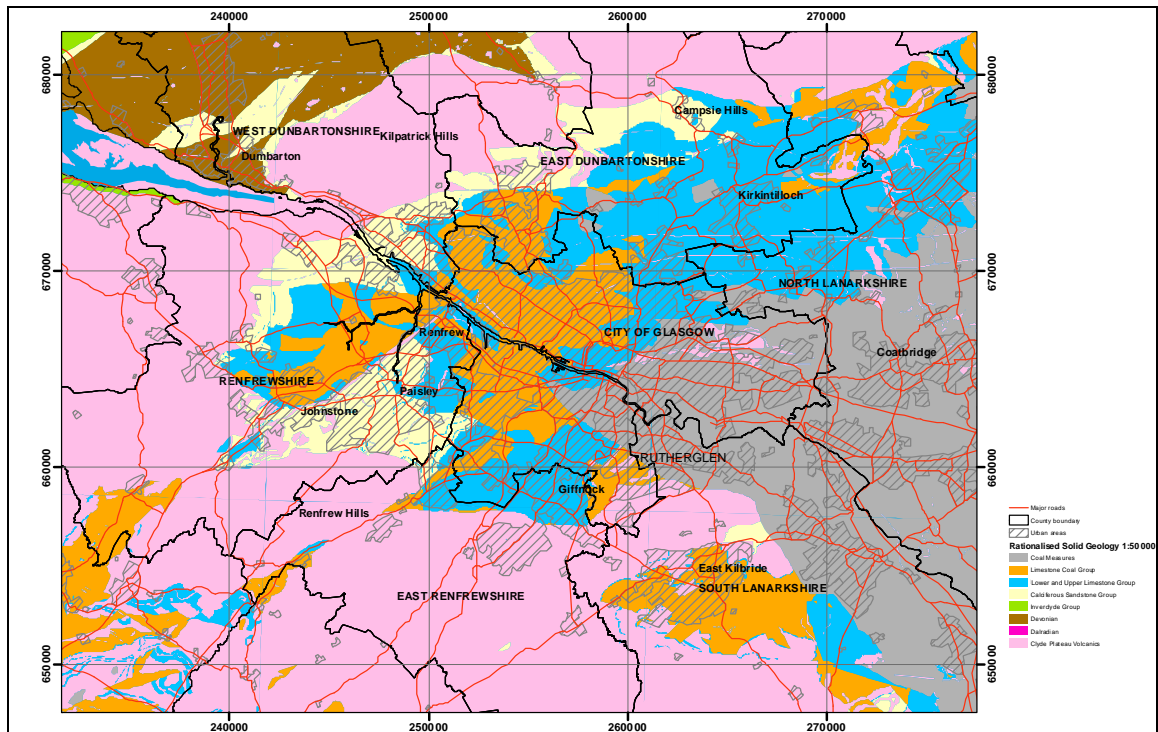 240000 250000 260000 270000
680000 680000
Campsie Hills
WEST DUNBARTONSHIRE
Kilpatrick Hills
Dumbarton
EAST DUNBARTONSHIRE
Kirkintilloch
670000 670000
NORTH LANARKSHIRE
Renfrew
CITY OF GLASGOW
Coatbridge
RENFREWSHIRE
Paisley
Johnstone
660000 660000
RUTHERGLEN
Giffnock
Renfrew Hills
East Kilbride
SOUTH LANARKSHIRE
EAST RENFREWSHIRE
650000 650000
240000 250000 260000 270000
Major roads
County boundary
Urban areas
Rationalised Solid Geology 1:50 000
Coal Measures
Limestone Coal Group
Lower and Upper Limestone Group
Calciferous Sandstone Group
Inverclyde Group
Devonian
Dalradian
Clyde Plateau Volcanics